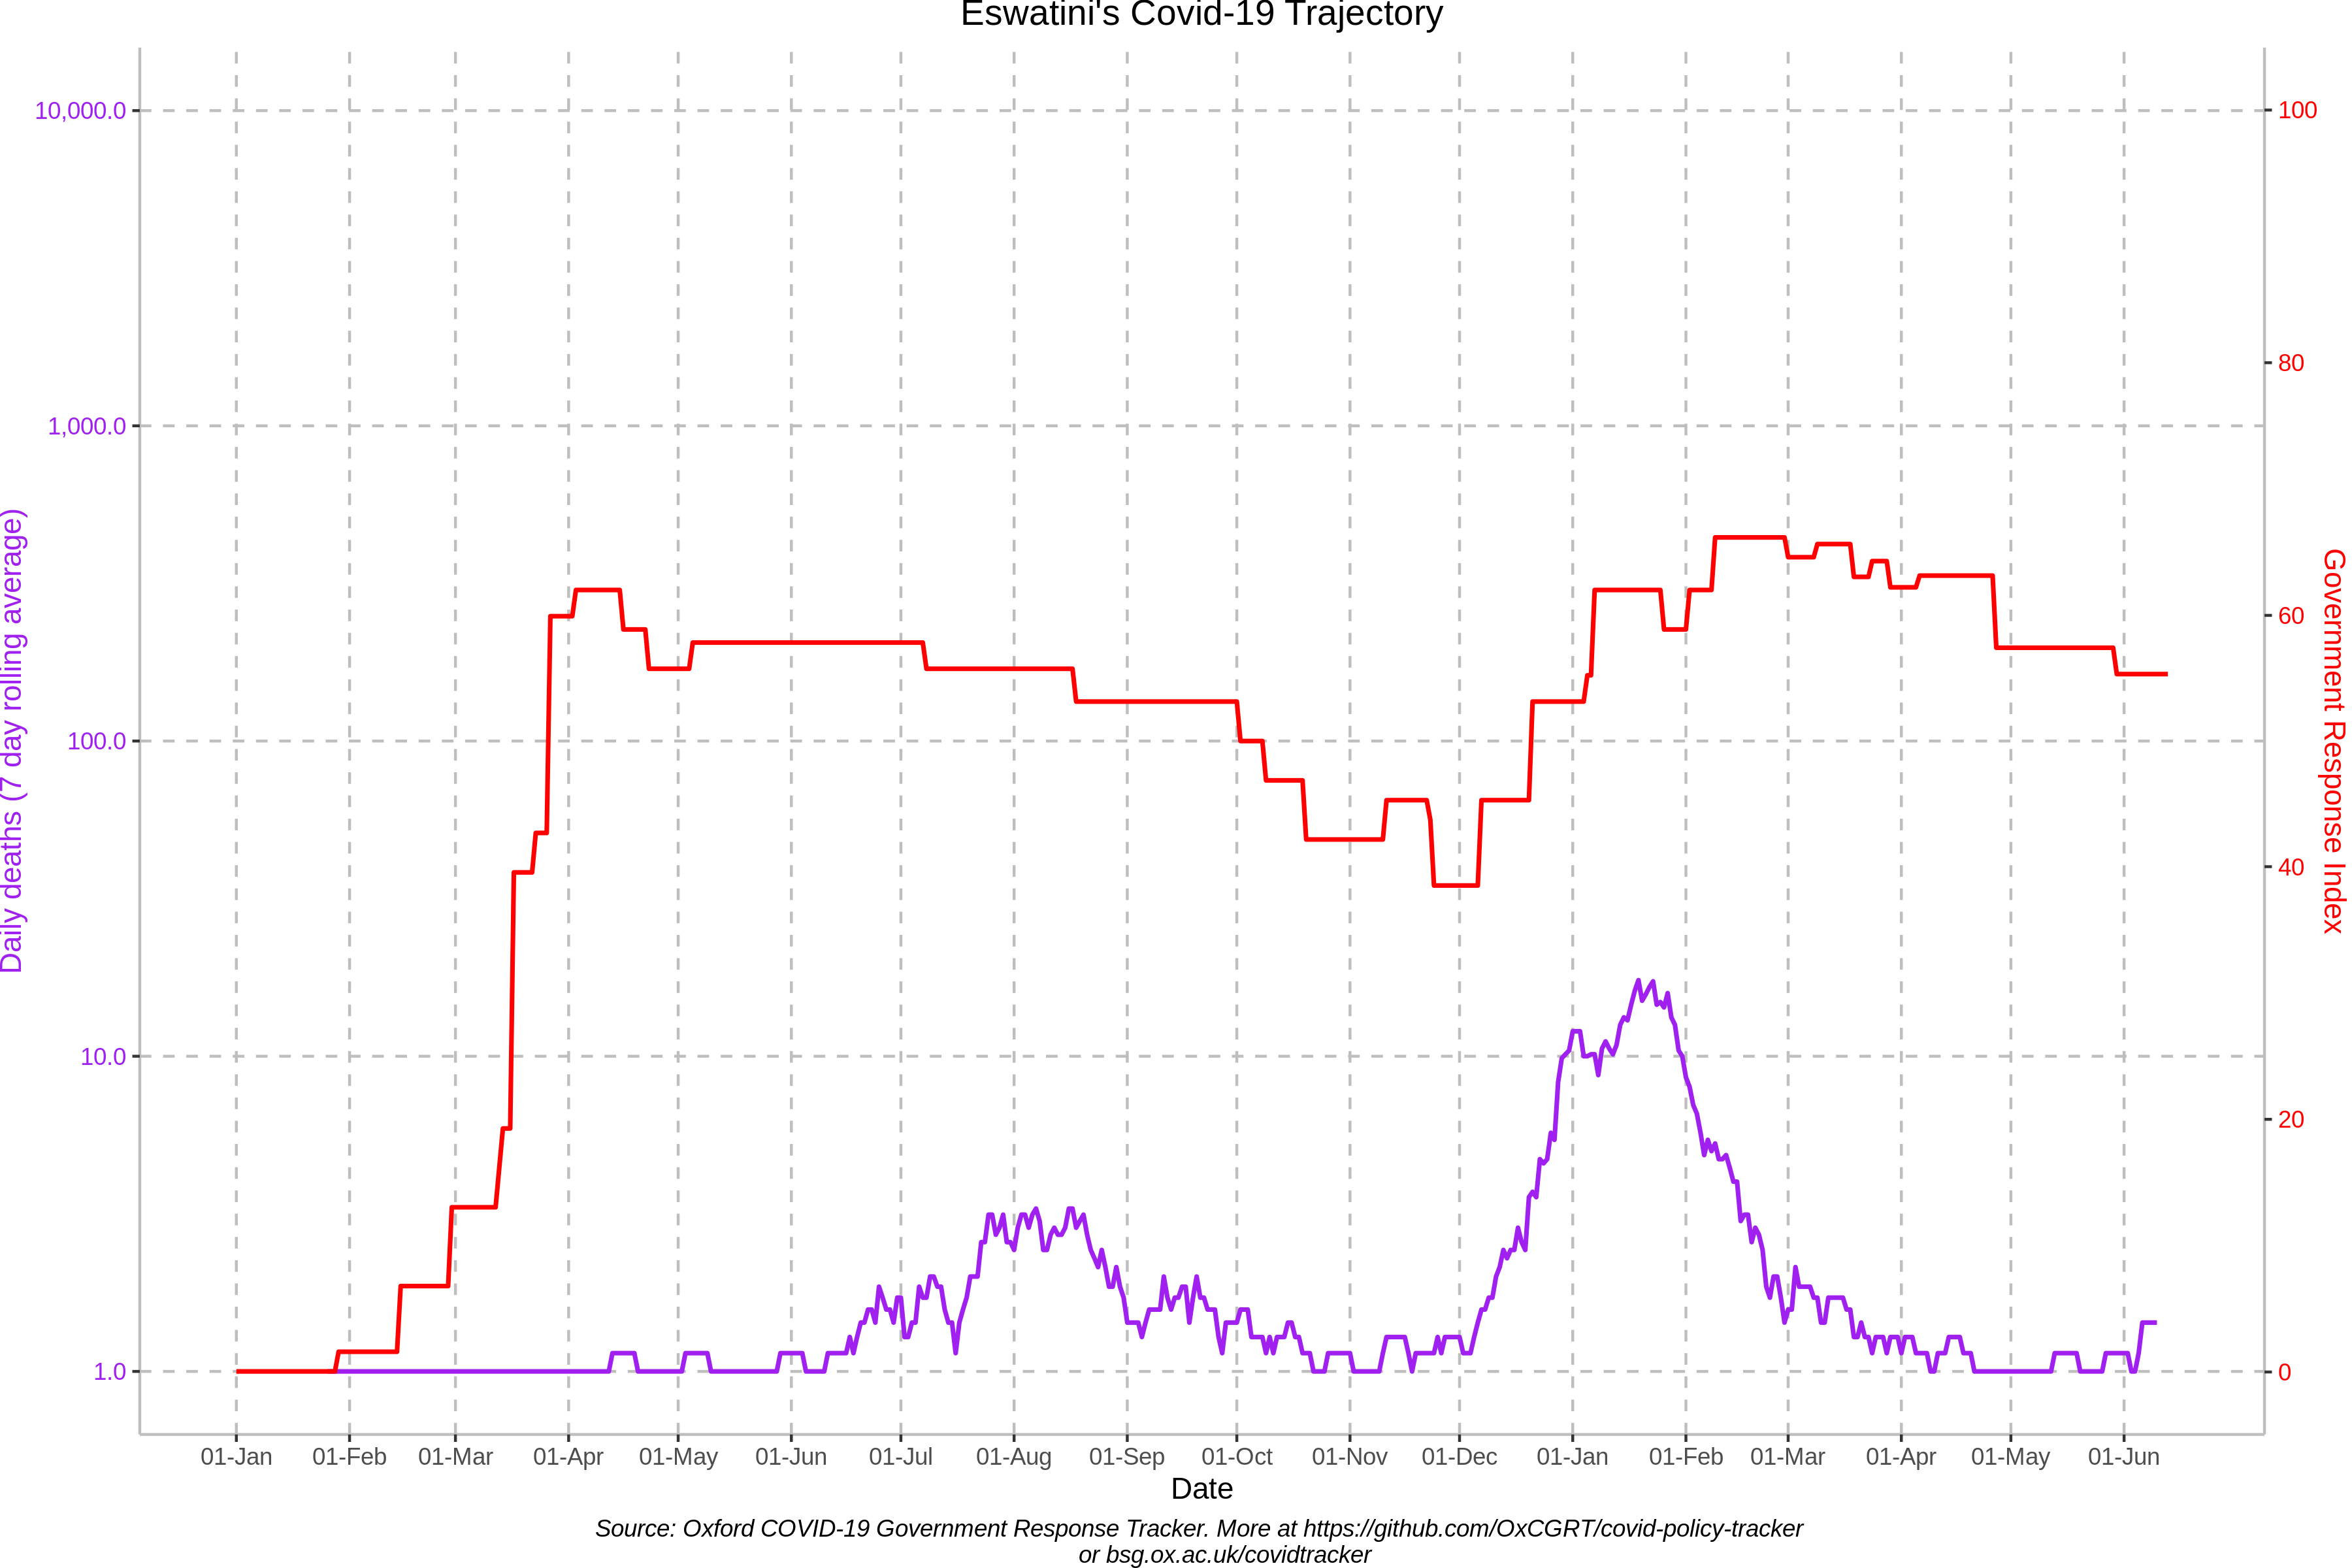 Eswatini's Covid-19 Trajectory
Daily deaths (7 day rolling average)
10,000.0
1,000.0
100.0
10.0
1.0
100
80
60
40
20
0
Government Response Index
01-Jan 01-Feb 01-Mar 01-Apr 01-May 01-Jun 01-Jul 01-Aug 01-Sep 01-Oct 01-Nov 01-Dec 01-Jan 01-Feb 01-Mar 01-Apr 01-May 01-Jun
Date
Source: Oxford COVID-19 Government Response Tracker. More at https://github.com/OxCGRT/covid-policy-tracker
or bsg.ox.ac.uk/covidtracker